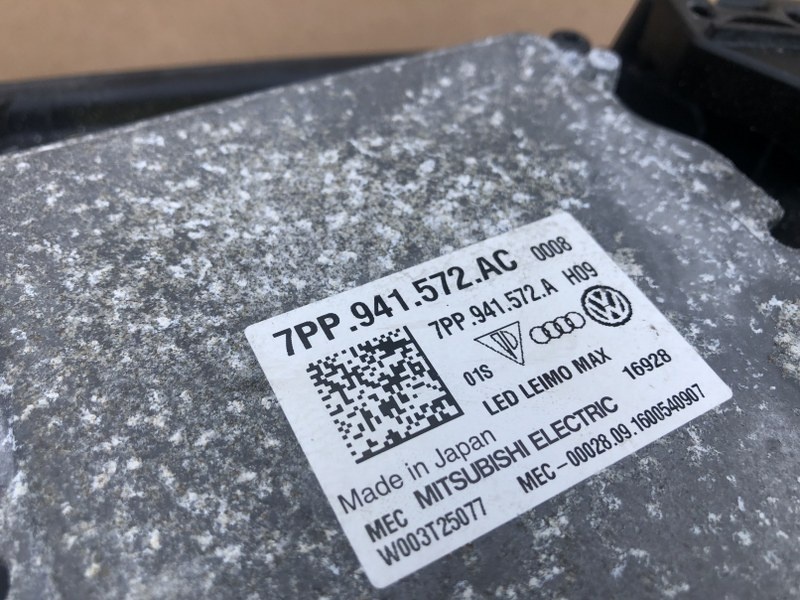 7PP.941.572.AC 0008
7PP.941.572.A H09
01S
LED LEIMO MAX 16928
Made in Japan
MEC MITSUBISHI ELECTRIC
W003T25077 MEC-00028.09.1600540907